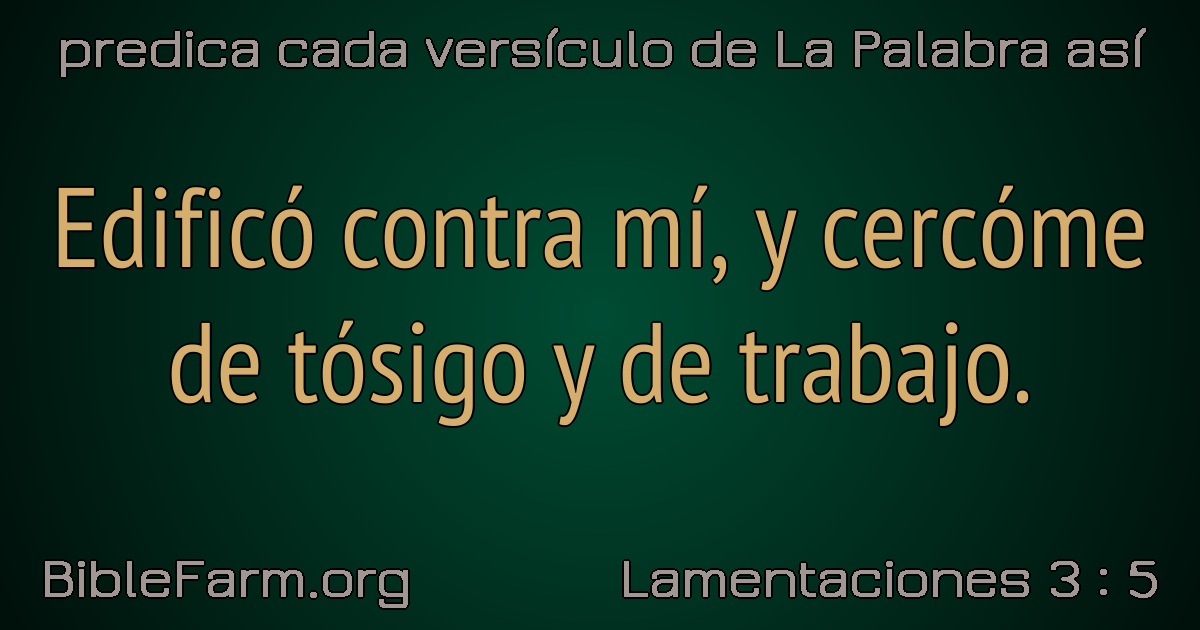 predica cada versículo de La Palabra así
Edificó contra mí, y cercóme
de tósigo y de trabajo.
BibleFarm.org
Lamentaciones 3 : 5